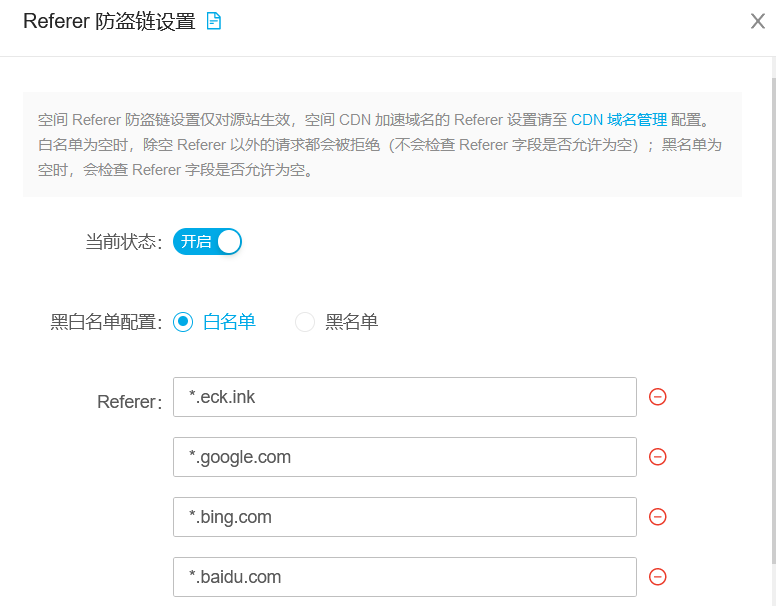 Referer 防盗链设置
空间 Referer 防盗链设置仅对源站生效，空间 CDN 加速域名的 Referer 设置请至 CDN 域名管理 配置。
白名单为空时，除空 Referer 以外的请求都会被拒绝（不会检查 Referer 字段是否允许为空）；黑名单为
空时，会检查 Referer 字段是否允许为空。
当前状态： 开启
黑白名单配置： 白名单 黑名单
Referer： *.eck.ink
*.google.com
*.bing.com
*.baidu.com